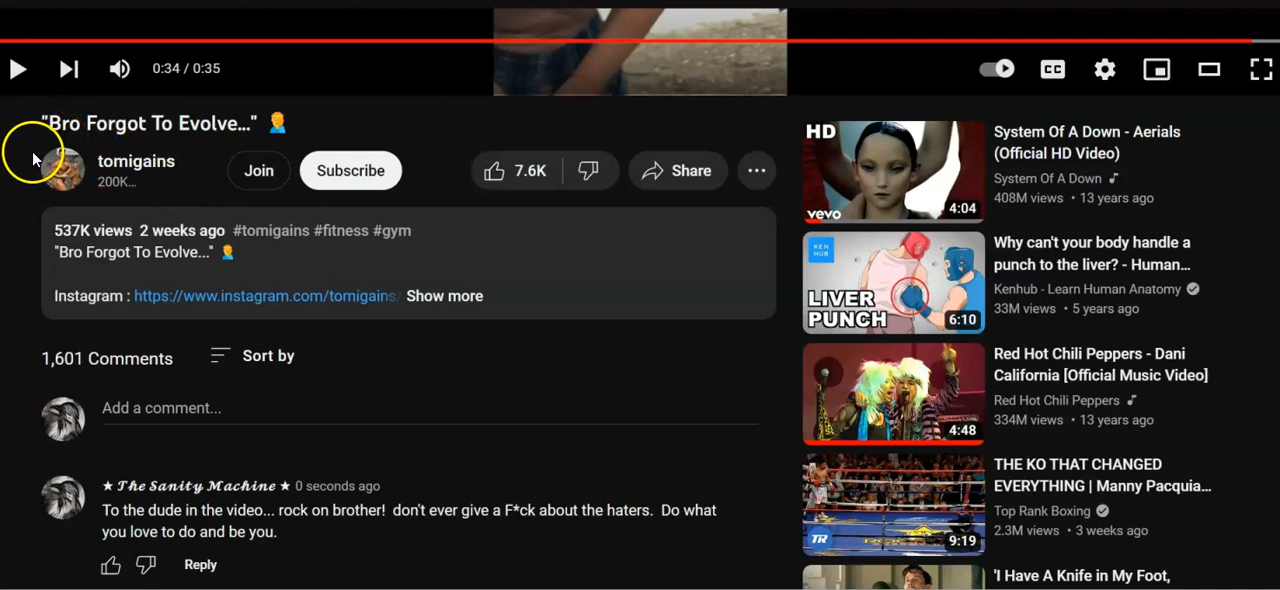 0:34 / 0:35
CC
"Bro Forgot To Evolve..." 🤦‍♂️
tomigains
200K...
Join
Subscribe
7.6K
Share
537K views 2 weeks ago #tomigains #fitness #gym
"Bro Forgot To Evolve..." 🤦‍♂️
Instagram : https://www.instagram.com/tomigains/ Show more
1,601 Comments
Sort by
Add a comment...
★ 𝓣𝓱𝓮 𝓢𝓪𝓷𝓲𝓽𝔂 𝓜𝓪𝓬𝓱𝓲𝓷𝓮 ★ 0 seconds ago
To the dude in the video... rock on brother!  don't ever give a F*ck about the haters.  Do what
you love to do and be you.
Reply
HD
vevo
4:04
System Of A Down - Aerials
(Official HD Video)
System Of A Down
408M views • 13 years ago
KEN
HUB
LIVER
PUNCH
6:10
Why can't your body handle a
punch to the liver? - Human...
Kenhub - Learn Human Anatomy
33M views • 5 years ago
4:48
Red Hot Chili Peppers - Dani
California [Official Music Video]
Red Hot Chili Peppers
334M views • 13 years ago
TR
9:19
THE KO THAT CHANGED
EVERYTHING | Manny Pacquia...
Top Rank Boxing
2.3M views • 3 weeks ago
'I Have A Knife in My Foot,